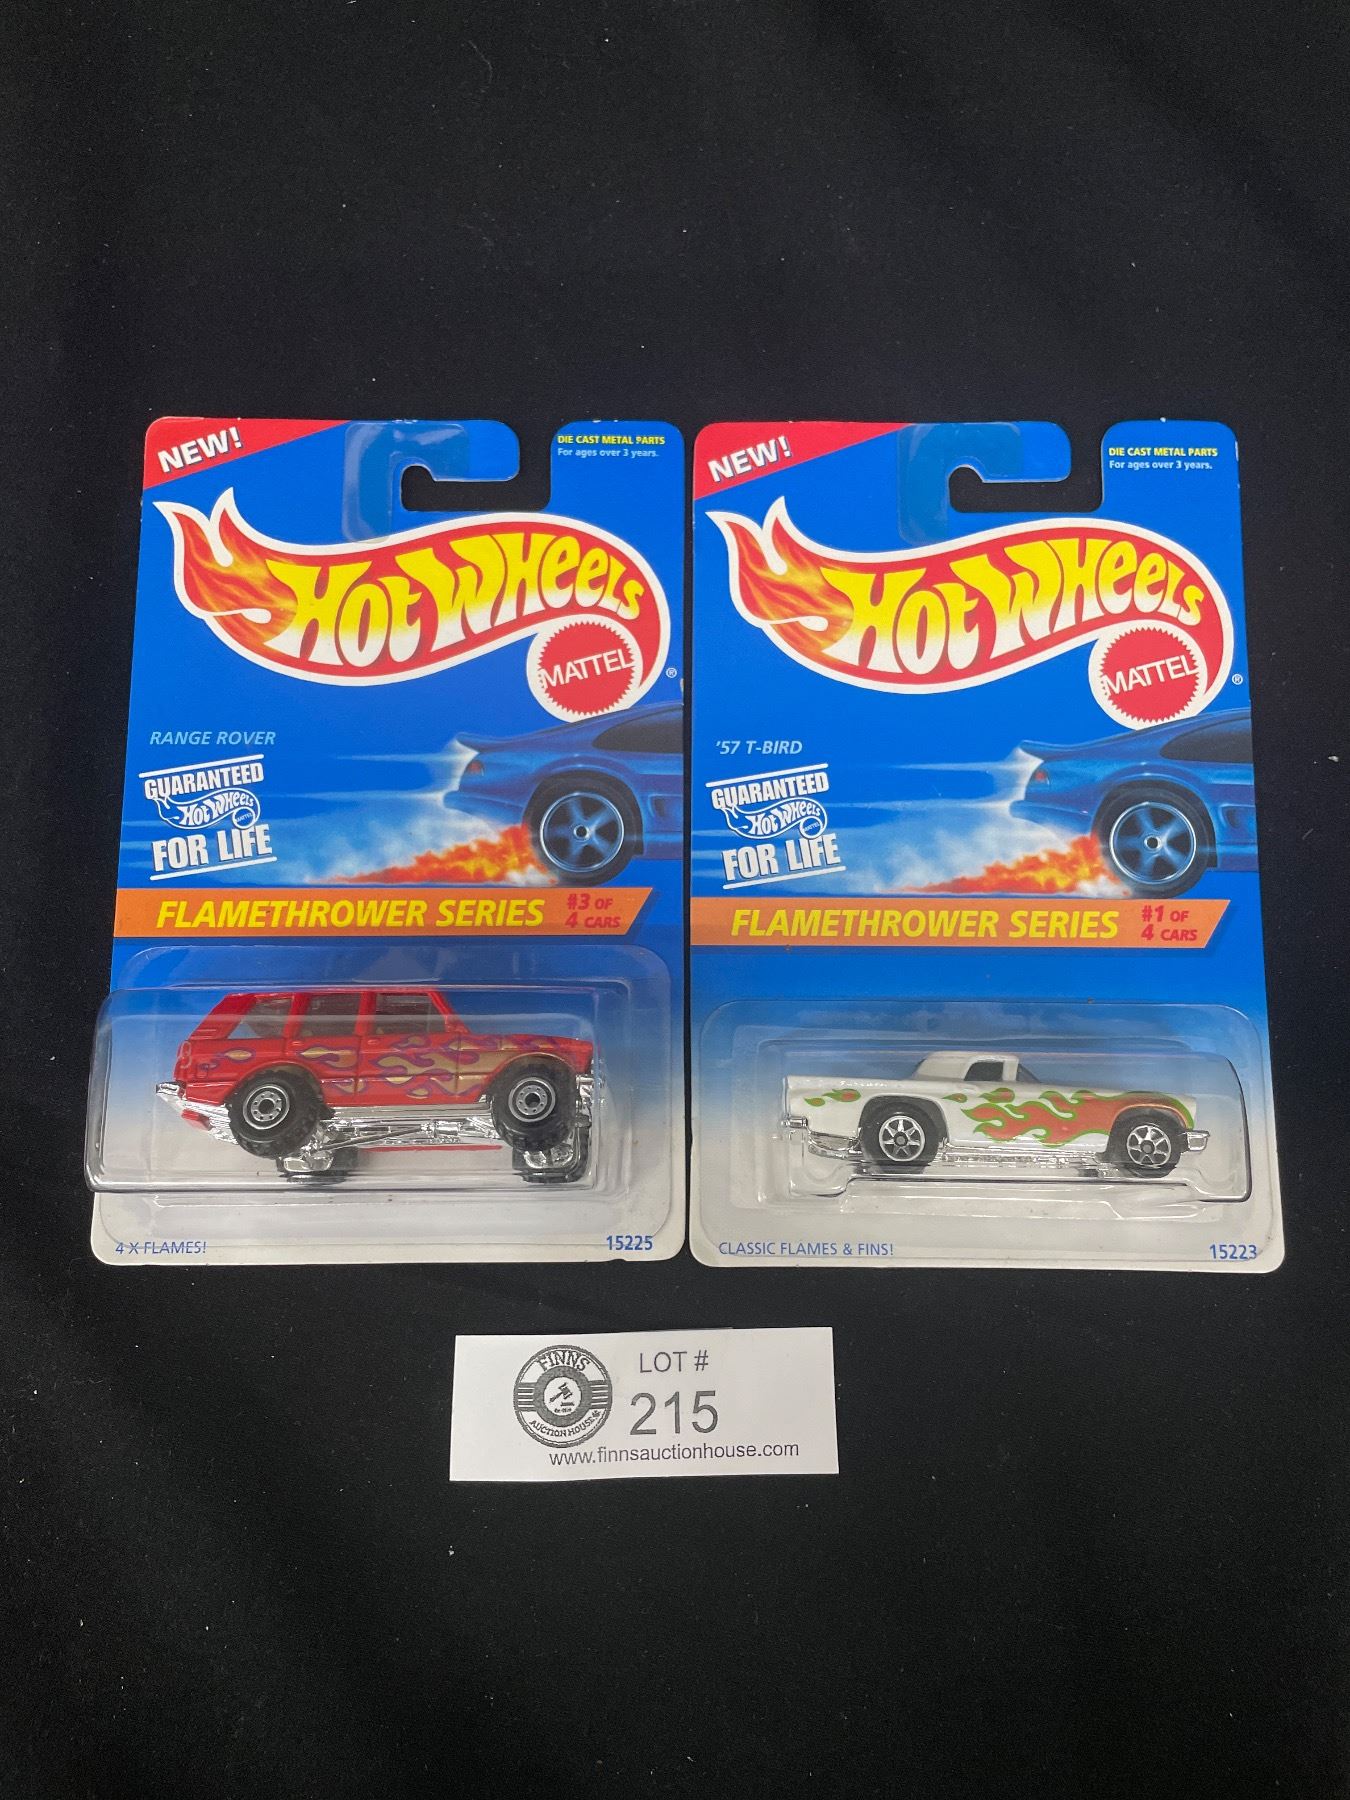 NEW!
DIE CAST METAL PARTS
For ages over 3 years.
HOT WHEELS
MATTEL
®
RANGE ROVER
GUARANTEED
HOT WHEELS
MATTEL
FOR LIFE
FLAMETHROWER SERIES
#3 OF
4 CARS
4 X FLAMES!
15225
NEW!
DIE CAST METAL PARTS
For ages over 3 years.
HOT WHEELS
MATTEL
®
'57 T-BIRD
GUARANTEED
HOT WHEELS
MATTEL
FOR LIFE
FLAMETHROWER SERIES
#1 OF
4 CARS
CLASSIC FLAMES & FINS!
15223
FINNS
AUCTION HOUSE
LOT #
215
www.finnsauctionhouse.com